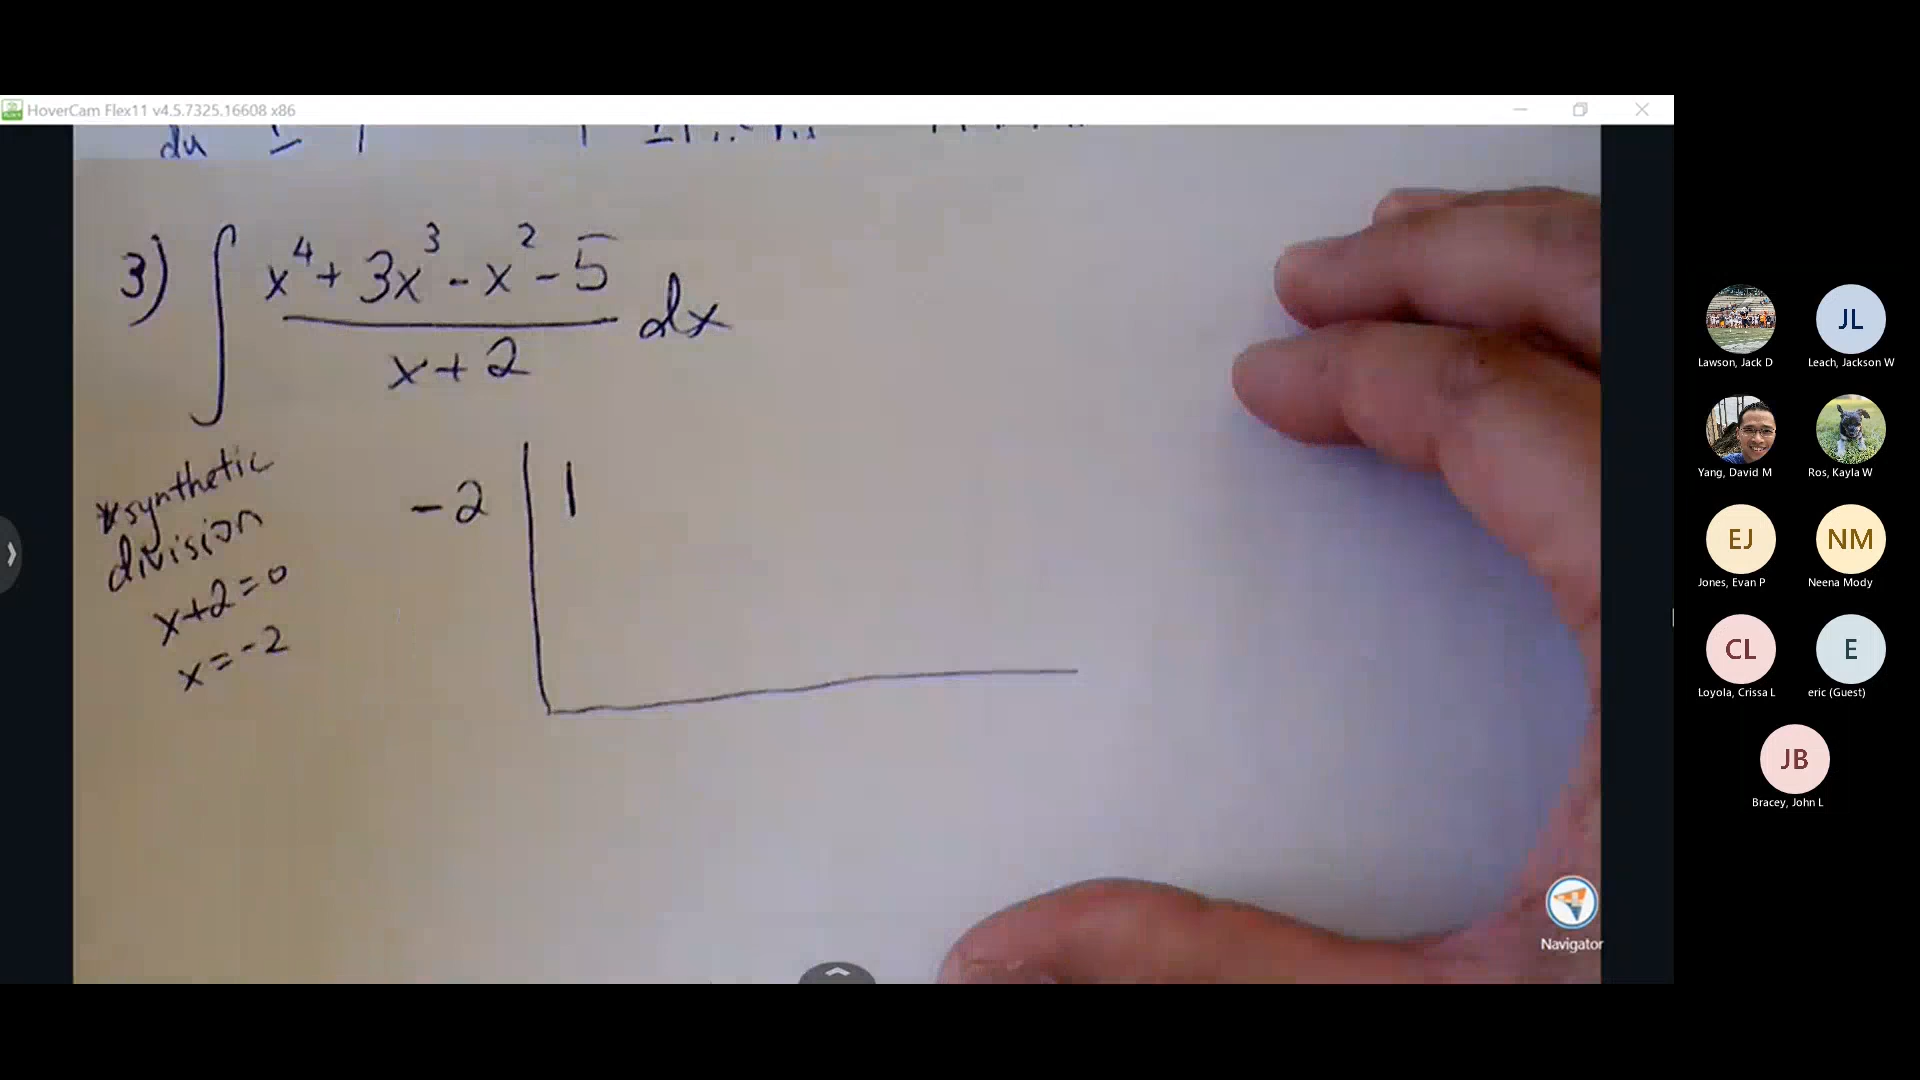 HoverCam Flex11 v4.5.7325.16608 x86
du
3) ∫ x⁴ + 3x³ - x² - 5 / x + 2 dx
*synthetic
division
x+2=0
x=-2
-2 | 1
Lawson, Jack D
JL
Leach, Jackson W
Yang, David M
Ros, Kayla W
EJ
Jones, Evan P
NM
Neena Mody
CL
Loyola, Crissa L
E
eric (Guest)
JB
Bracey, John L
Navigator